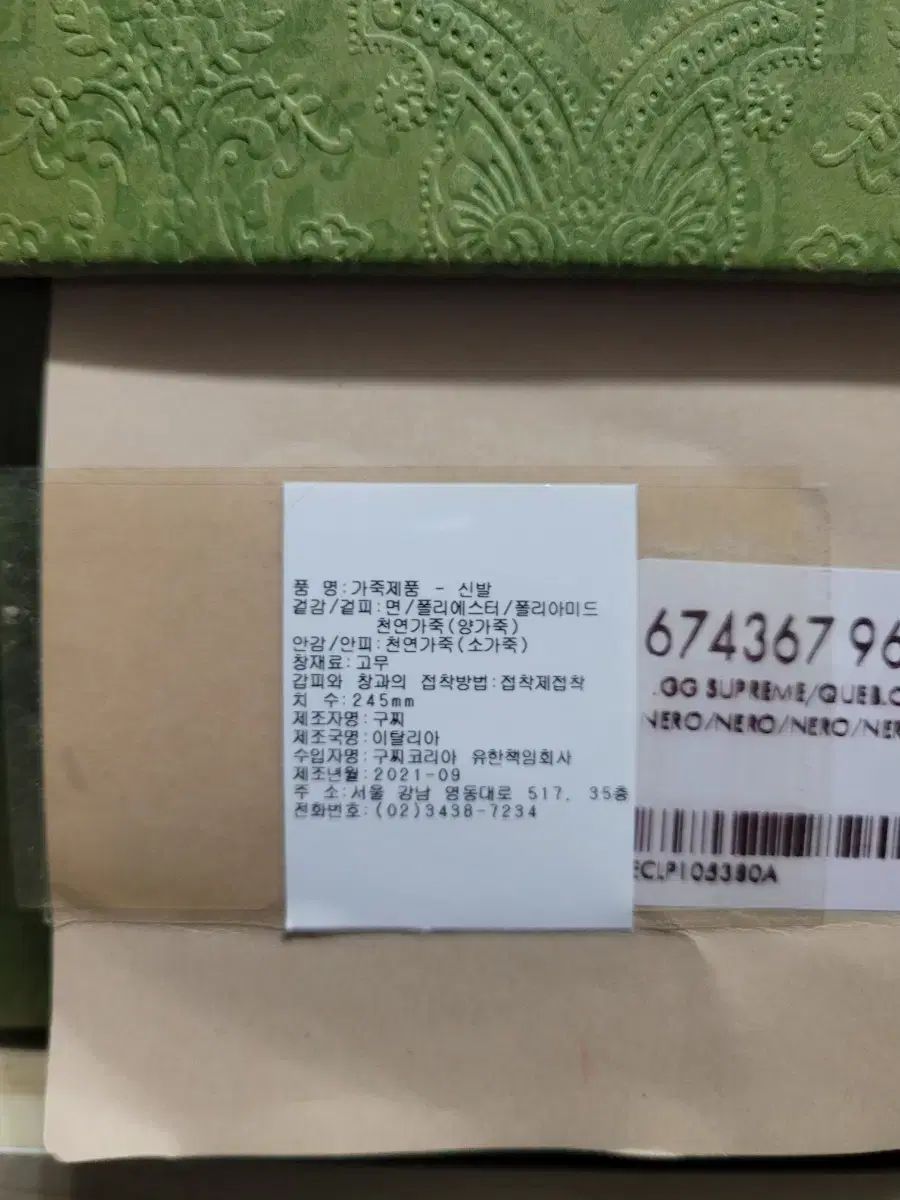 품 명:가죽제품 - 신발
겉감/겉피:면/폴리에스터/폴리아미드
천연가죽(양가죽)
안감/안피:천연가죽(소가죽)
창재료:고무
갑피와 창과의 접착방법:접착제접착
치 수:245mm
제조자명:구찌
제조국명:이탈리아
수입자명:구찌코리아 유한책임회사
제조년월:2021-09
주 소:서울 강남 영동대로 517, 35층
전화번호:(02)3438-7234
674367 96
.GG SUPREME/QUEB.C
NERO/NERO/NERO/NER
ECLP105380A